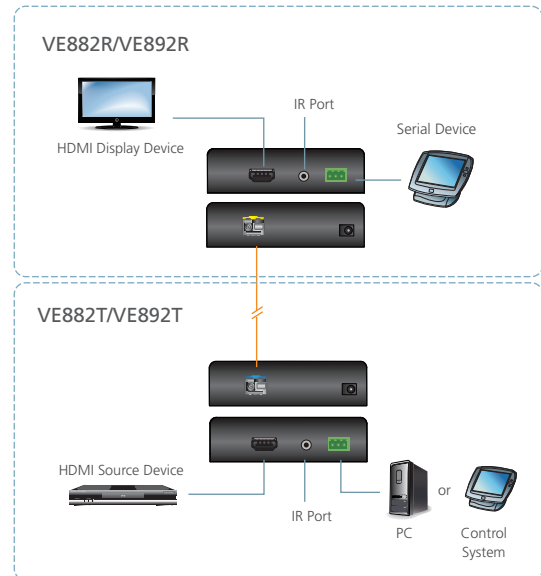 VE882R/VE892R
IR Port
HDMI Display Device
Serial Device
VE882T/VE892T
HDMI Source Device
IR Port
or
PC
Control
System